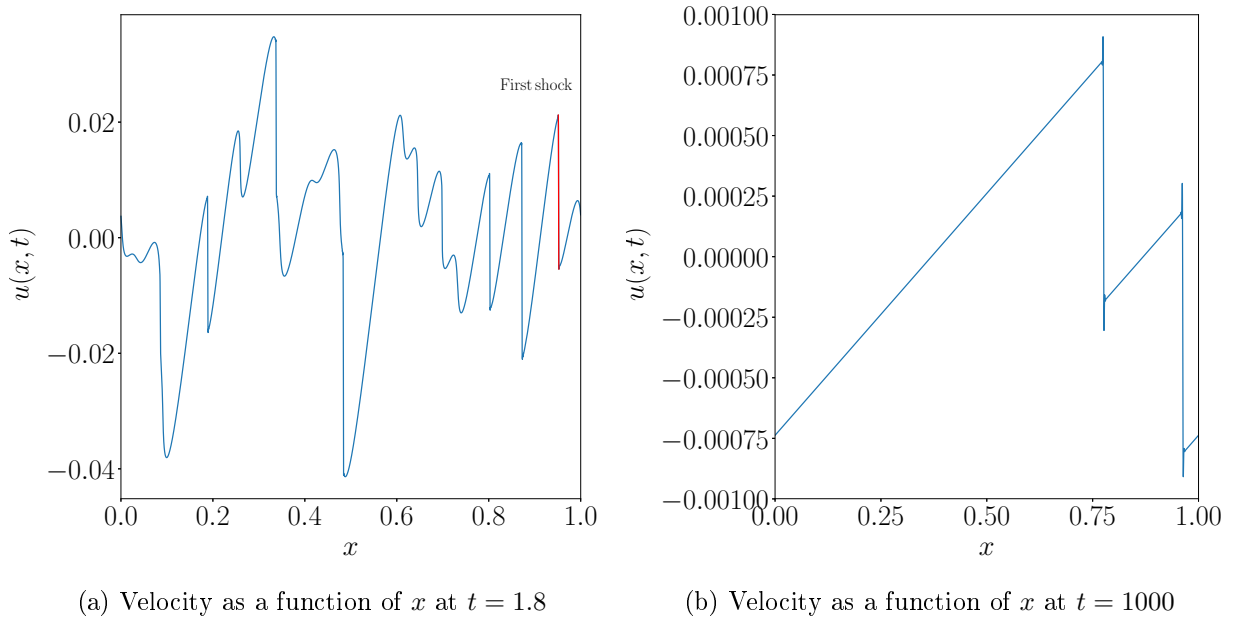 First shock
0.02
0.00
−0.02
−0.04
u(x, t)
0.0 0.2 0.4 0.6 0.8 1.0
x
(a) Velocity as a function of x at t = 1.8
0.00100
0.00075
0.00050
0.00025
0.00000
−0.00025
−0.00050
−0.00075
−0.00100
u(x, t)
0.00 0.25 0.50 0.75 1.00
x
(b) Velocity as a function of x at t = 1000